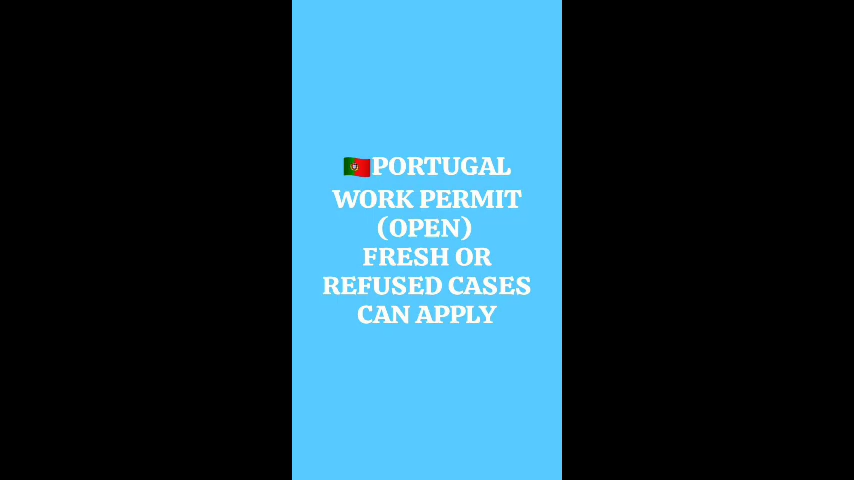 🇵🇹PORTUGAL
WORK PERMIT
(OPEN)
FRESH OR
REFUSED CASES
CAN APPLY